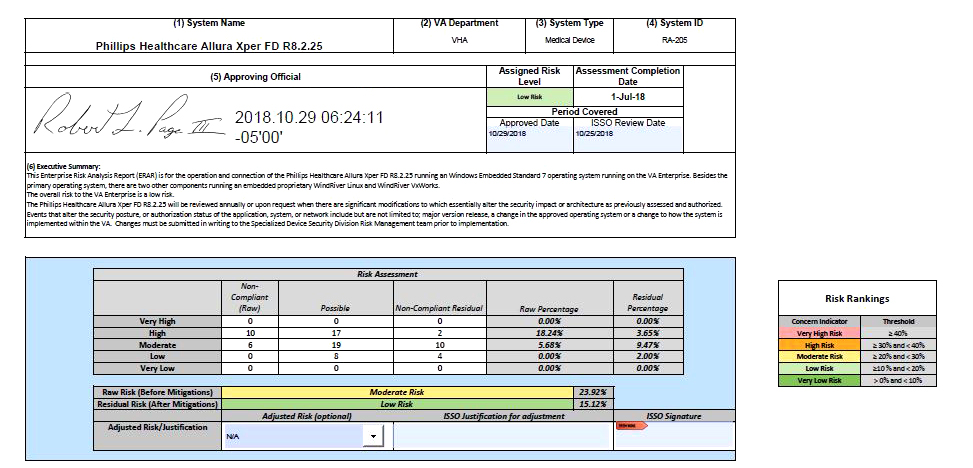 (1) System Name (2) VA Department (3) System Type (4) System ID
Phillips Healthcare Allura Xper FD R8.2.25 VHA Medical Device RA-205
(5) Approving Official Assigned Risk Level Assessment Completion Date
Low Risk 1-Jul-18
Period Covered
Approved Date ISSO Review Date
10/29/2018 10/25/2018
Robert L. Page III 2018.10.29 06:24:11
-05'00'
(6) Executive Summary:
This Enterprise Risk Analysis Report (ERAR) is for the operation and connection of the Phillips Healthcare Allura Xper FD R8.2.25 running an Windows Embedded Standard 7 operating system running on the VA Enterprise. Besides the
primary operating system, there are two other components running an embedded proprietary WindRiver Linux and WindRiver VxWorks.
The overall risk to the VA Enterprise is a low risk.
The Phillips Healthcare Allura Xper FD R8.2.25 will be reviewed annually or upon request when there are significant modifications to which essentially alter the security impact or architecture as previously assessed and authorized.
Events that alter the security posture, or authorization status of the application, system, or network include but are not limited to; major version release, a change in the approved operating system or a change to how the system is
implemented within the VA. Changes must be submitted in writing to the Specialized Device Security Division Risk Management team prior to implementation.
Risk Assessment
Non-Compliant (Raw) Possible Non-Compliant Residual Raw Percentage Residual Percentage
Very High 0 0 0 0.00% 0.00%
High 10 17 2 18.24% 3.65%
Moderate 6 19 10 5.68% 9.47%
Low 0 8 4 0.00% 2.00%
Very Low 0 0 0 0.00% 0.00%
Raw Risk (Before Mitigations) Moderate Risk 23.92%
Residual Risk (After Mitigations) Low Risk 15.12%
Adjusted Risk/Justification Adjusted Risk (optional) ISSO Justification for adjustment ISSO Signature
N/A
Risk Rankings
Concern Indicator Threshold
Very High Risk ≥ 40%
High Risk ≥ 30% and < 40%
Moderate Risk ≥ 20% and < 30%
Low Risk ≥10 % and < 20%
Very Low Risk > 0% and < 10%